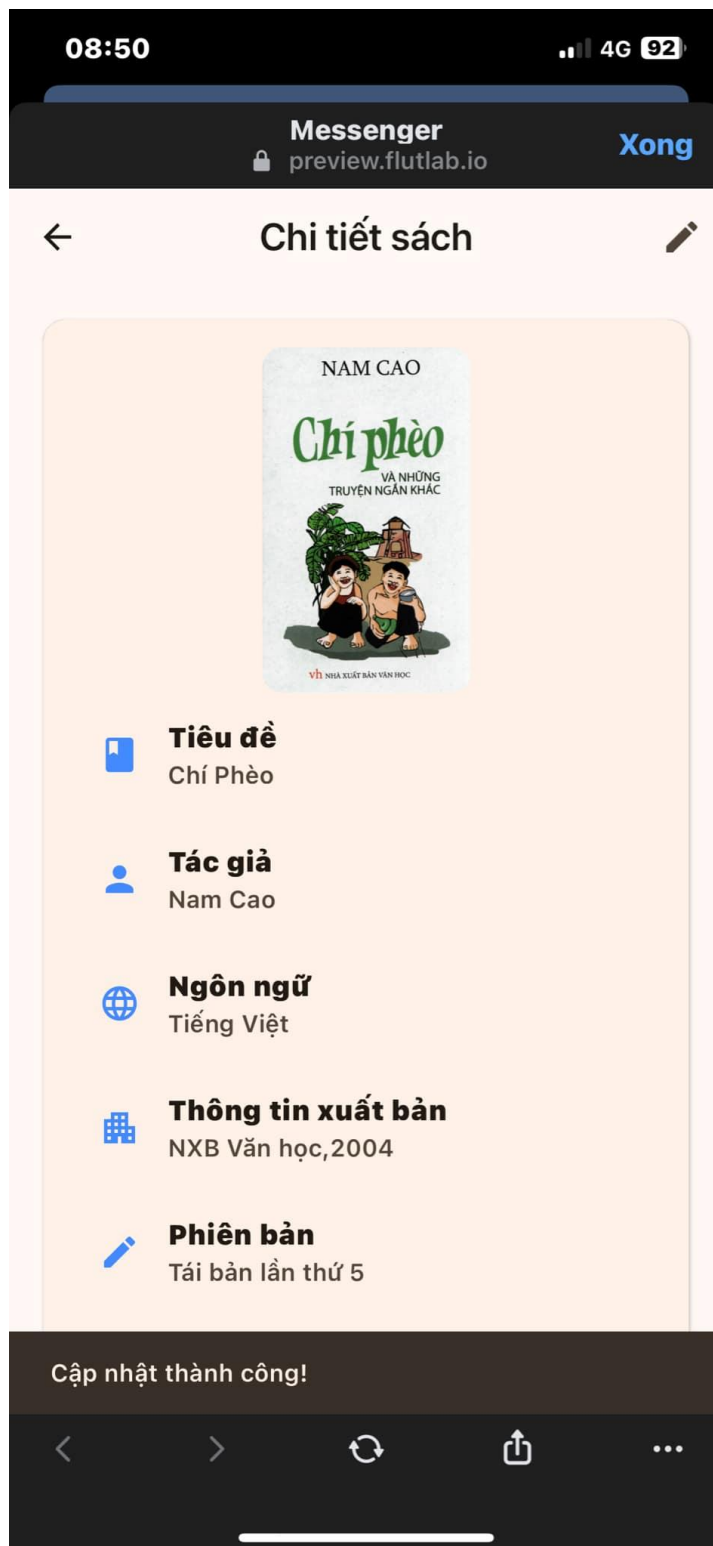 08:50
4G 92
Messenger
preview.flutlab.io
Xong
Chi tiết sách
NAM CAO
Chí phèo
VÀ NHỮNG
TRUYỆN NGẮN KHÁC
vh NHÀ XUẤT BẢN VĂN HỌC
Tiêu đề
Chí Phèo
Tác giả
Nam Cao
Ngôn ngữ
Tiếng Việt
Thông tin xuất bản
NXB Văn học,2004
Phiên bản
Tái bản lần thứ 5
Cập nhật thành công!